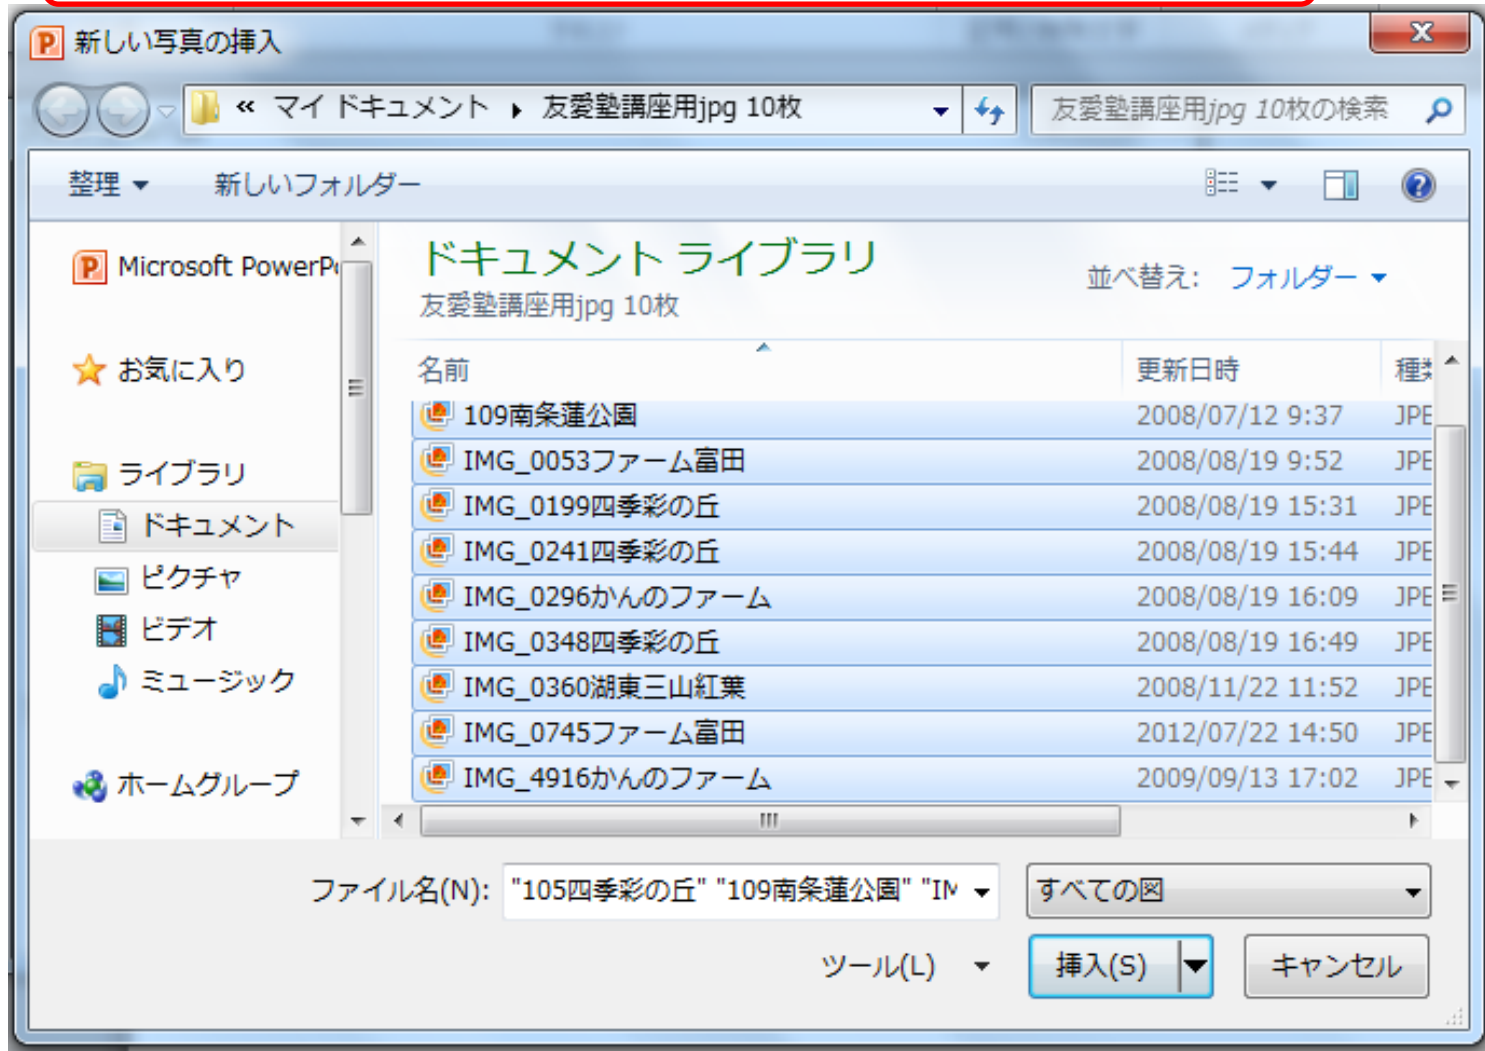 新しい写真の挿入
« マイ ドキュメント ▸ 友愛塾講座用jpg 10枚
友愛塾講座用jpg 10枚の検索
整理 新しいフォルダー
Microsoft PowerP
お気に入り
ライブラリ
ドキュメント
ピクチャ
ビデオ
ミュージック
ホームグループ
ドキュメント ライブラリ
友愛塾講座用jpg 10枚
並べ替え: フォルダー
名前 更新日時 種類
109南条蓮公園 2008/07/12 9:37 JPE
IMG_0053ファーム富田 2008/08/19 9:52 JPE
IMG_0199四季彩の丘 2008/08/19 15:31 JPE
IMG_0241四季彩の丘 2008/08/19 15:44 JPE
IMG_0296かんのファーム 2008/08/19 16:09 JPE
IMG_0348四季彩の丘 2008/08/19 16:49 JPE
IMG_0360湖東三山紅葉 2008/11/22 11:52 JPE
IMG_0745ファーム富田 2012/07/22 14:50 JPE
IMG_4916かんのファーム 2009/09/13 17:02 JPE
ファイル名(N): "105四季彩の丘" "109南条蓮公園" "IM
すべての図
ツール(L)
挿入(S)
キャンセル